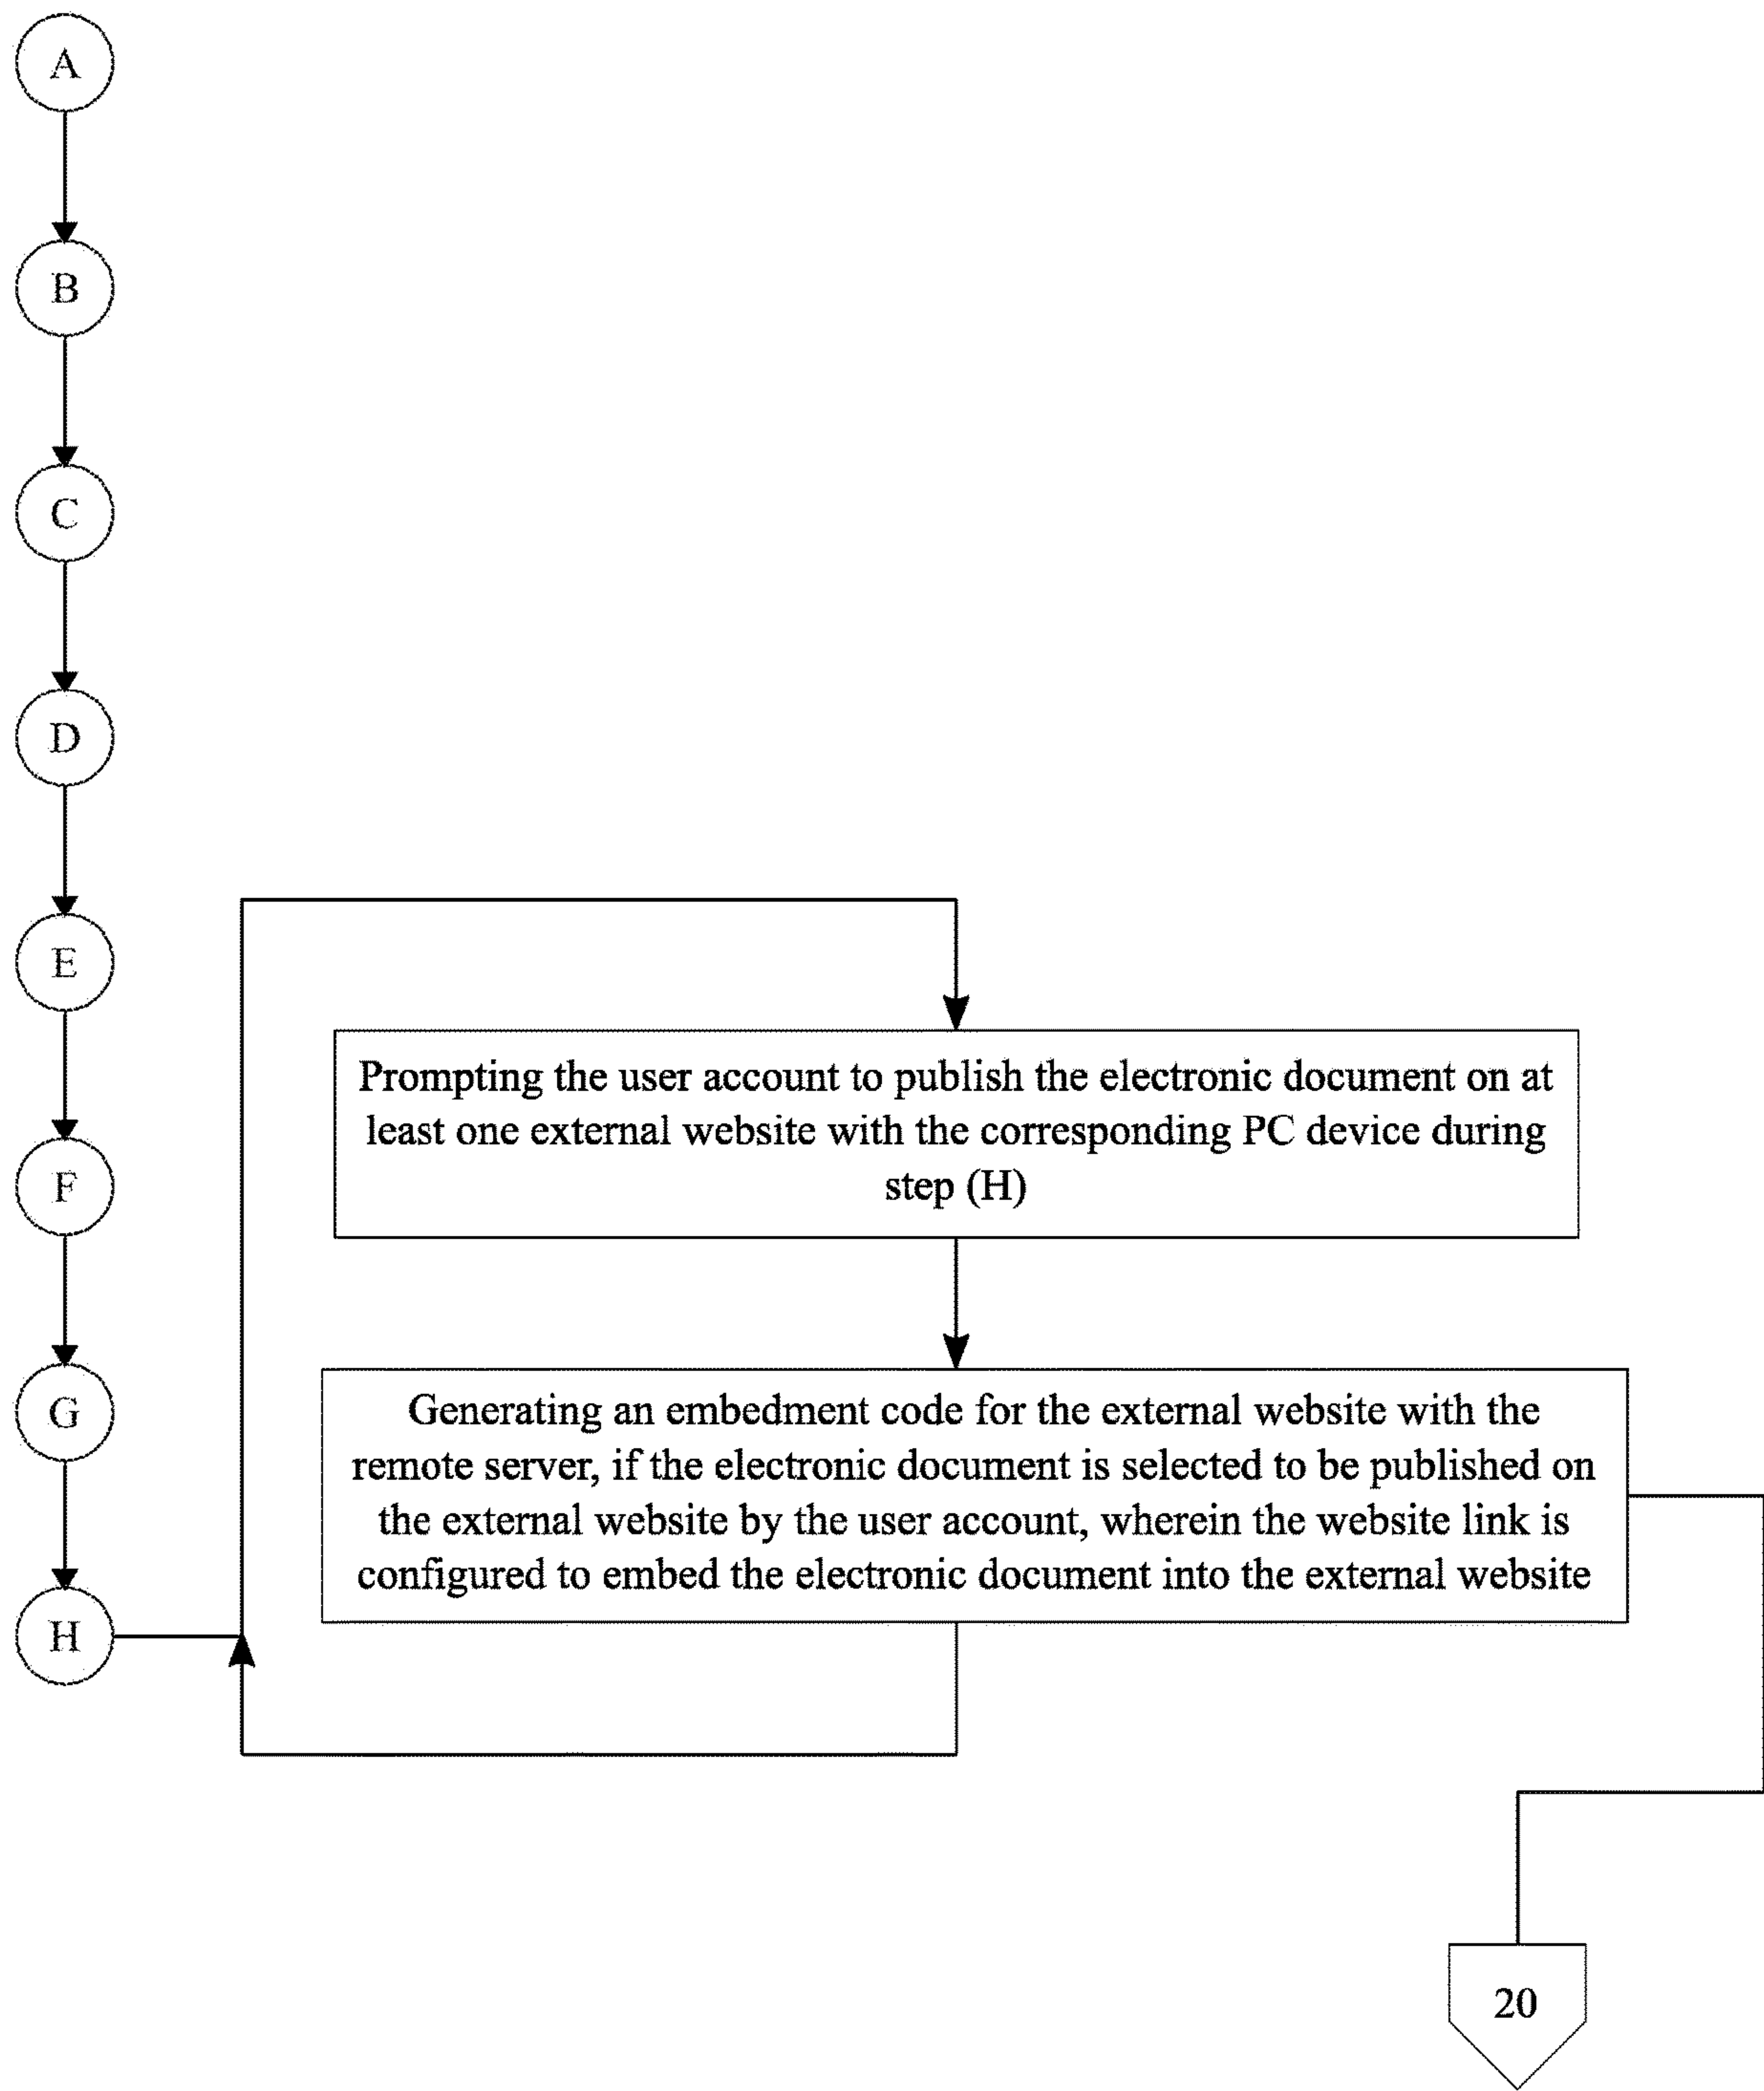 A
B
C
D
E
F
G
H
Prompting the user account to publish the electronic document on at
least one external website with the corresponding PC device during
step (H)
Generating an embedment code for the external website with the
remote server, if the electronic document is selected to be published on
the external website by the user account, wherein the website link is
configured to embed the electronic document into the external website
20